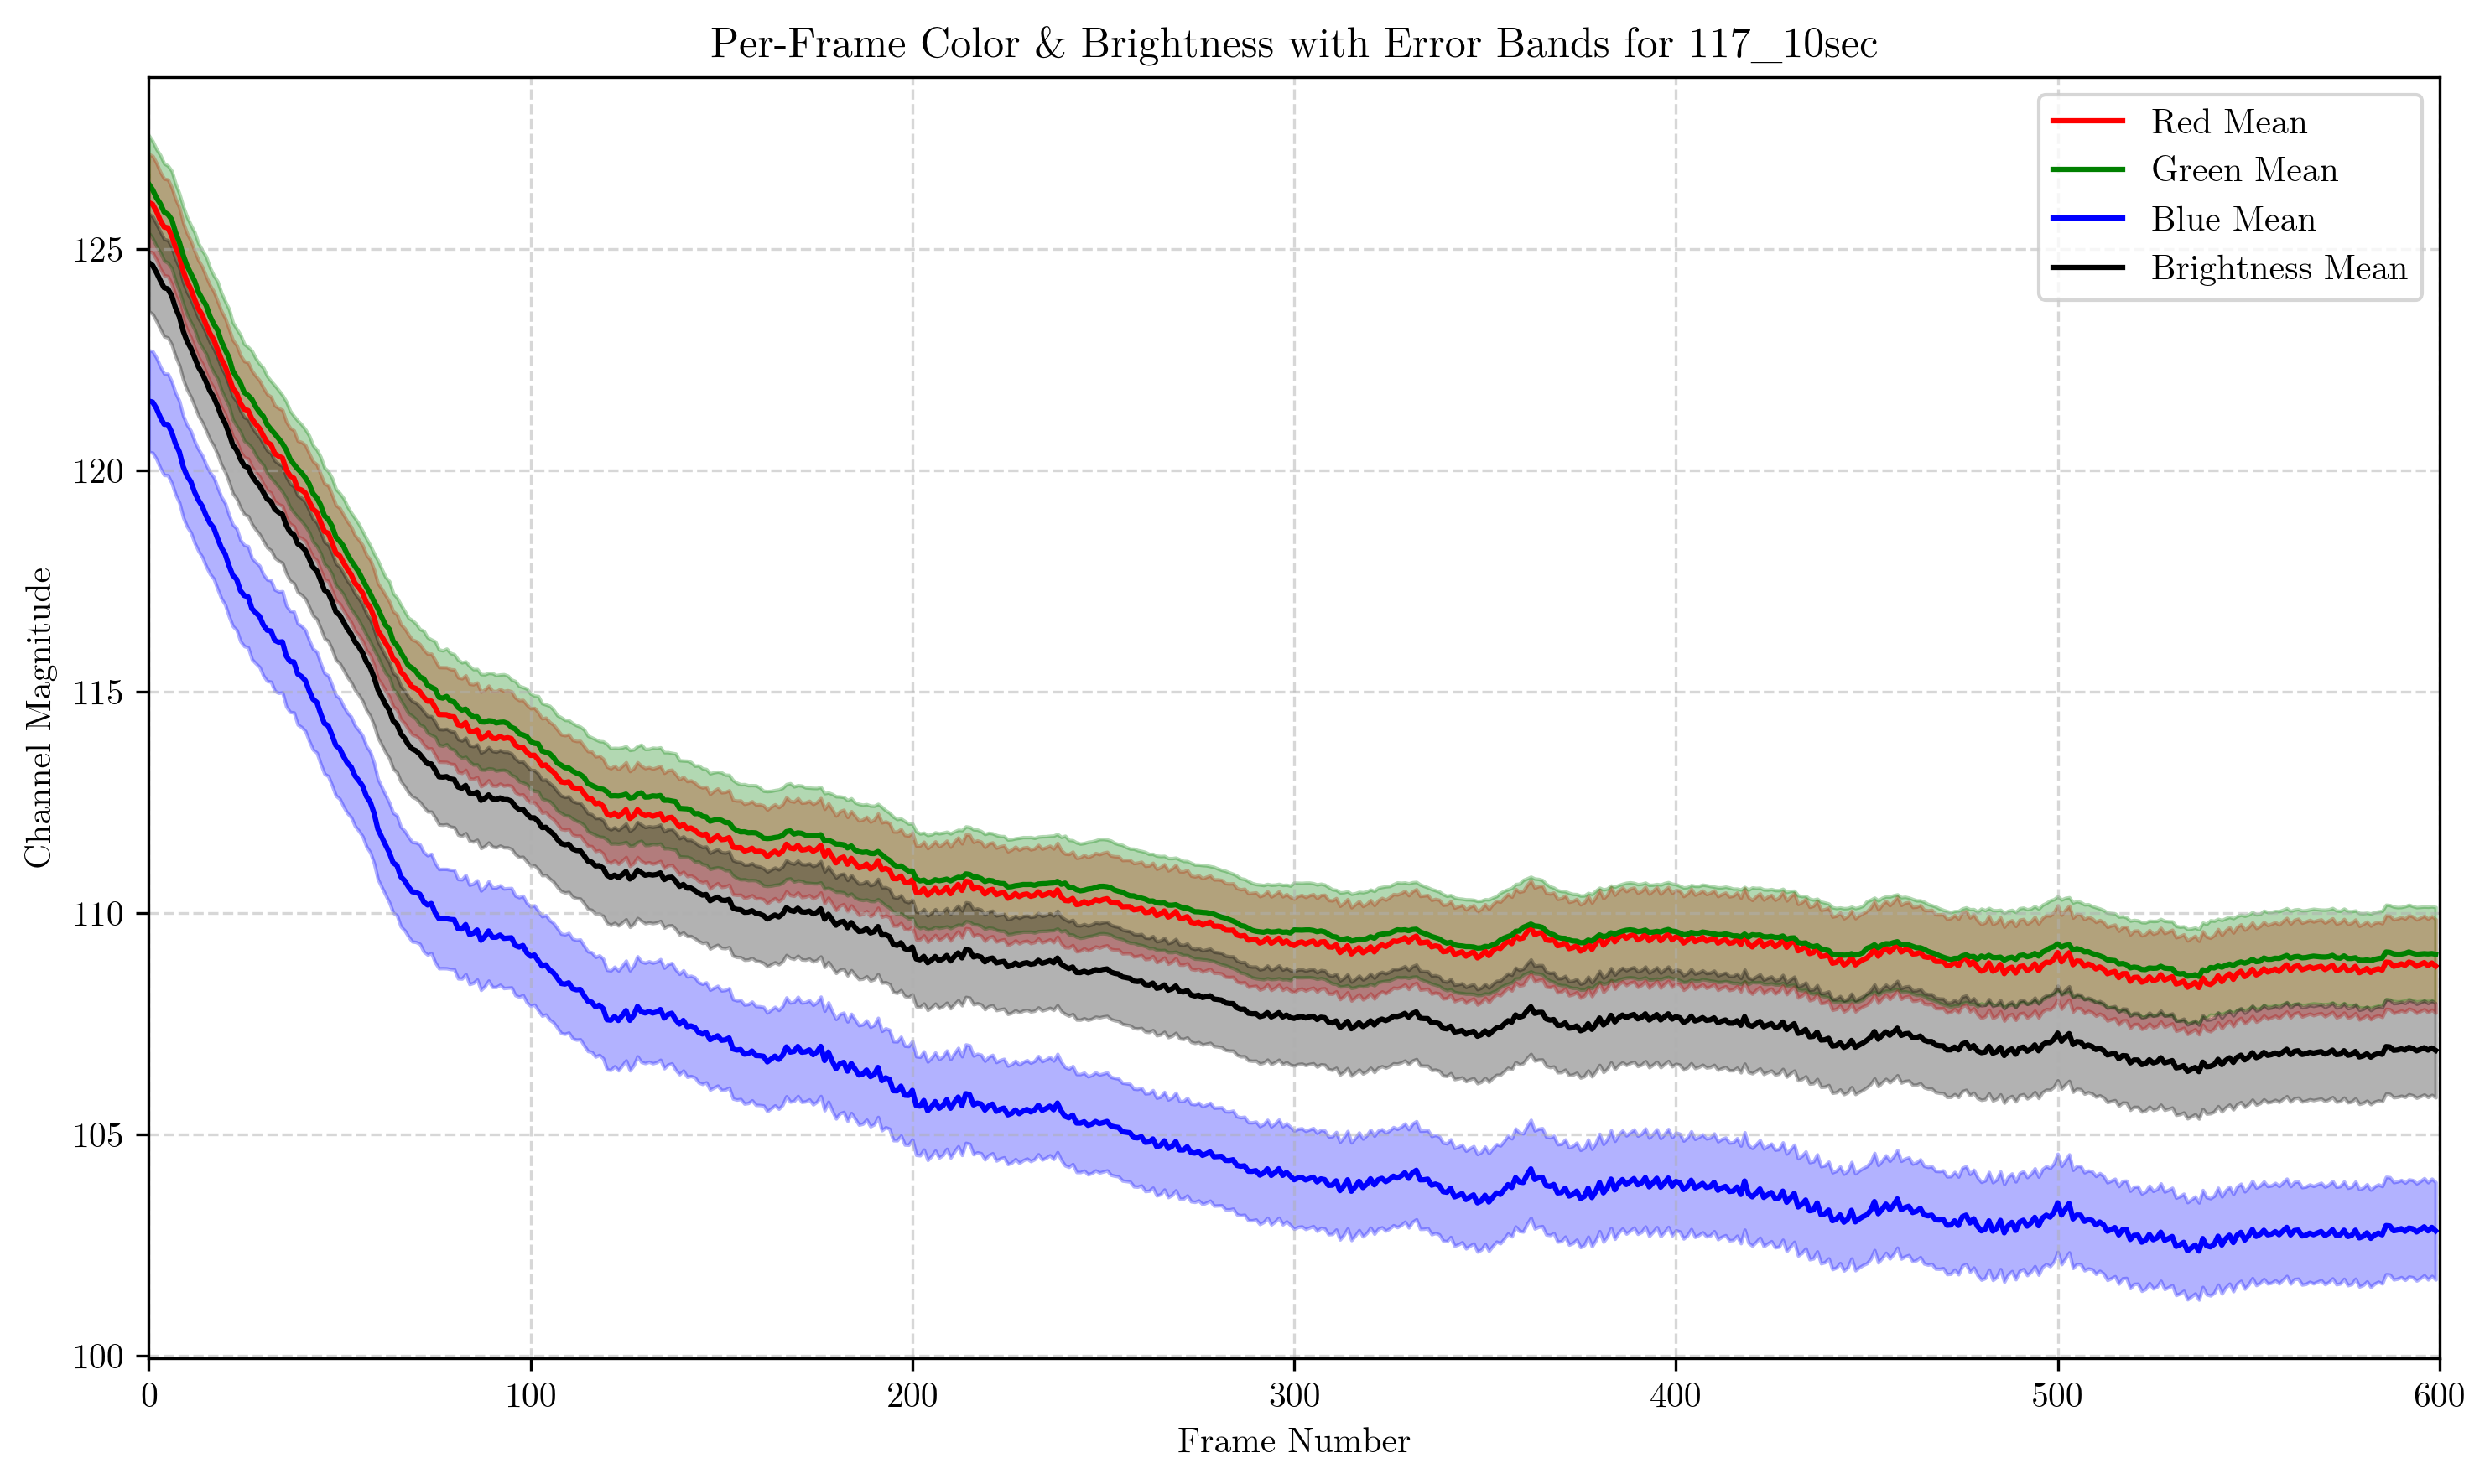 Per-Frame Color & Brightness with Error Bands for 117_10sec
Red Mean
Green Mean
Blue Mean
Brightness Mean
Channel Magnitude
125
120
115
110
105
100
0 100 200 300 400 500 600
Frame Number